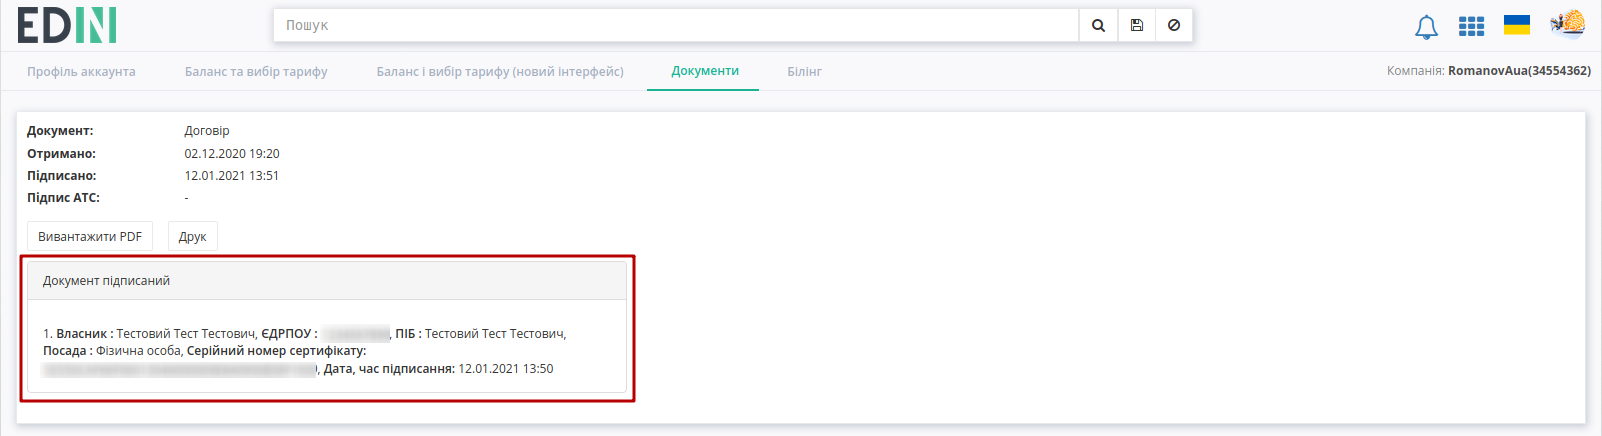 EDIN
Пошук
Профіль аккаунта
Баланс та вибір тарифу
Баланс і вибір тарифу (новий інтерфейс)
Документи
Білінг
Компанія: RomanovAua(34554362)
Документ: Договір
Отримано: 02.12.2020 19:20
Підписано: 12.01.2021 13:51
Підпис АТС: -
Вивантажити PDF
Друк
Документ підписаний
1. Власник : Тестовий Тест Тестович, ЄДРПОУ : , ПІБ : Тестовий Тест Тестович,
Посада : Фізична особа, Серійний номер сертифікату:
, Дата, час підписання: 12.01.2021 13:50